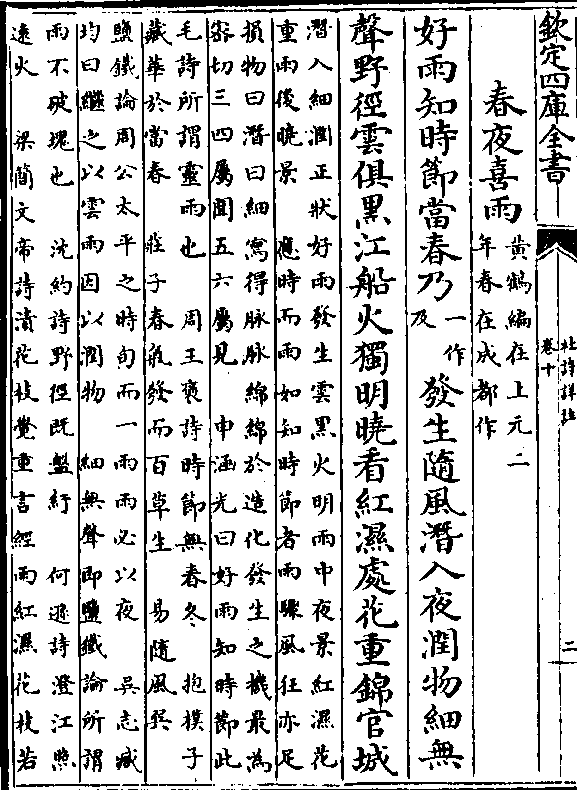 欽定四庫全書
杜詩詳註
卷十
二
春夜喜雨
黃鶴編在上元二
年春在成都作
好雨知時節當春乃一作及發生隨風潛入夜潤物細無
聲野徑雲俱黑江船火獨明曉看紅濕處花重錦官城
潛入細潤正狀好雨發生雲黑火明雨中夜景紅濕花
重雨後曉景 應時而雨如知時節者雨驟風狂亦足
損物曰潛曰細寫得脉脉綿綿於造化發生之機最為
宻切三四屬聞五六屬見 申涵光曰好雨知時節此
毛詩所謂靈雨也 周王褒詩時節無春冬 抱樸子
藏華於當春 莊子春氣發而百草生 易隨風巽
鹽鐵論周公太平之時旬而一雨雨必以夜 吳志臧
均曰繼之以雲雨因以潤物 細無聲即鹽鐵論所謂
雨不破塊也 沈約詩野徑既盤紆 何遜詩澄江照
遠火 梁簡文帝詩漬花枝覺重言經雨紅濕花枝若